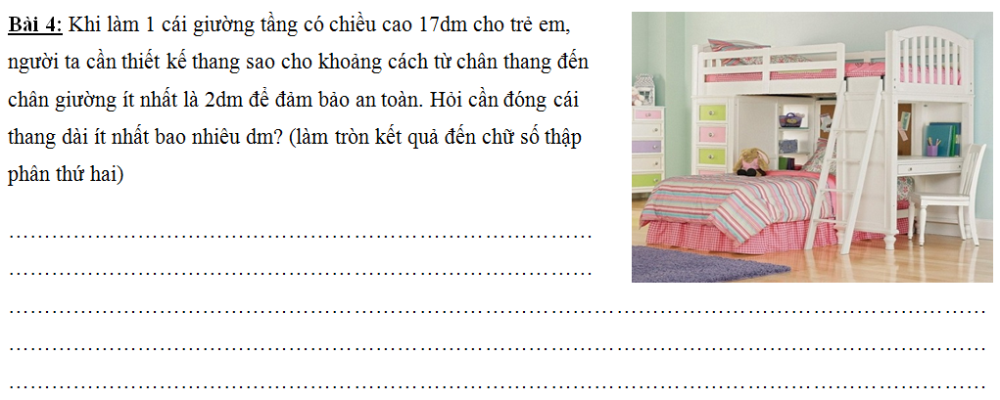 Bài 4: Khi làm 1 cái giường tầng có chiều cao 17dm cho trẻ em,
người ta cần thiết kế thang sao cho khoảng cách từ chân thang đến
chân giường ít nhất là 2dm để đảm bảo an toàn. Hỏi cần đóng cái
thang dài ít nhất bao nhiêu dm? (làm tròn kết quả đến chữ số thập
phân thứ hai)